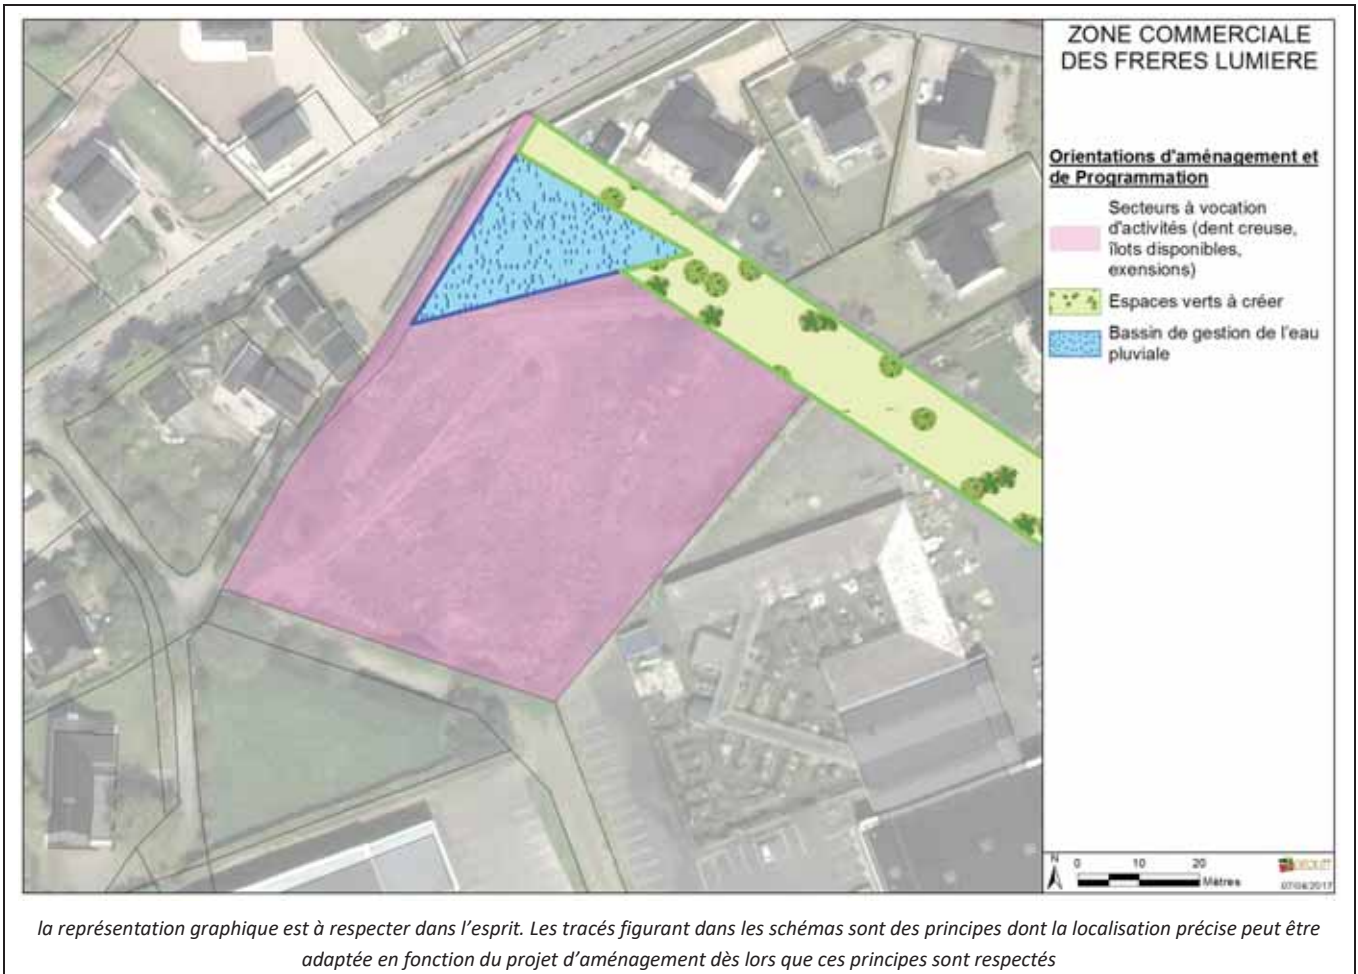 ZONE COMMERCIALE
DES FRERES LUMIERE
Orientations d'aménagement et
de Programmation
Secteurs à vocation
d'activités (dent creuse,
îlots disponibles,
exensions)
Espaces verts à créer
Bassin de gestion de l'eau
pluviale
N
0 10 20
Mètres
la représentation graphique est à respecter dans l’esprit. Les tracés figurant dans les schémas sont des principes dont la localisation précise peut être
adaptée en fonction du projet d’aménagement dès lors que ces principes sont respectés